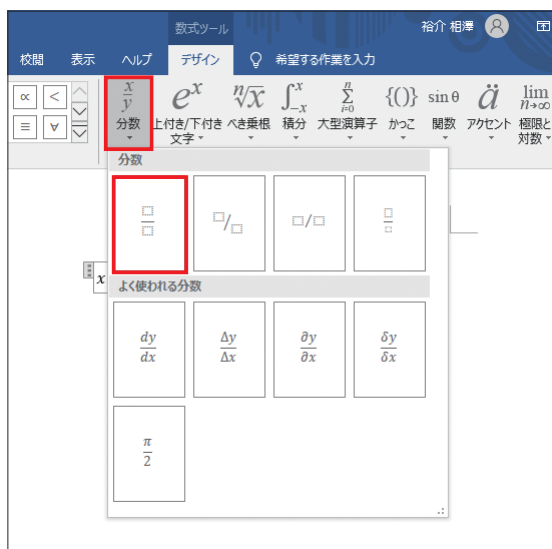 数式ツール 裕介 相澤
校閲 表示 ヘルプ デザイン 希望する作業を入力
∝ < x/y e^x ⁿ√x ∫₋ₓ^x Σ_{i=0}^n {()} sin θ ä lim n→∞
≡ ∀ 分数 上付き/下付き べき乗根 積分 大型演算子 かっこ 関数 アクセント 極限と
文字 対数
分数
x
よく使われる分数
dy/dx Δy/Δx ∂y/∂x δy/δx
π/2